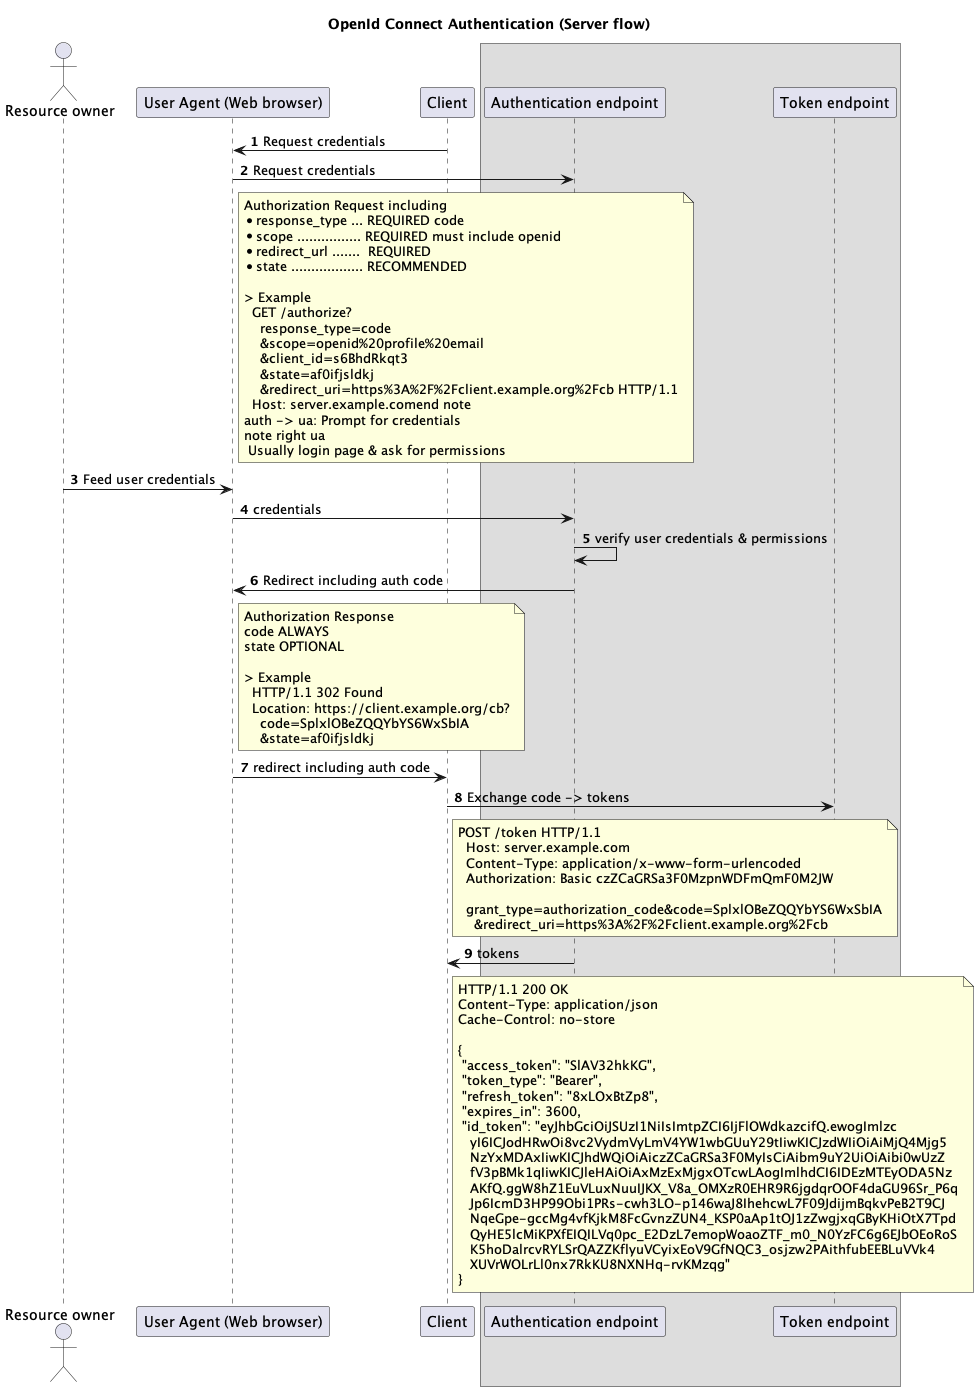 OpenId Connect Authentication (Server flow)
Resource owner
User Agent (Web browser)
Client
Authentication endpoint
Token endpoint
1 Request credentials
2 Request credentials
Authorization Request including
• response_type ... REQUIRED code
• scope ................ REQUIRED must include openid
• redirect_url ....... REQUIRED
• state .................. RECOMMENDED
> Example
GET /authorize?
response_type=code
&scope=openid%20profile%20email
&client_id=s6BhdRkqt3
&state=af0ifjsldkj
&redirect_uri=https%3A%2F%2Fclient.example.org%2Fcb HTTP/1.1
Host: server.example.comend note
auth -> ua: Prompt for credentials
note right ua
Usually login page & ask for permissions
3 Feed user credentials
4 credentials
5 verify user credentials & permissions
6 Redirect including auth code
Authorization Response
code ALWAYS
state OPTIONAL
> Example
HTTP/1.1 302 Found
Location: https://client.example.org/cb?
code=SplxlOBeZQQYbYS6WxSbIA
&state=af0ifjsldkj
7 redirect including auth code
8 Exchange code -> tokens
POST /token HTTP/1.1
Host: server.example.com
Content-Type: application/x-www-form-urlencoded
Authorization: Basic czZCaGRSa3F0MzpnWDFmQmF0M2JW
grant_type=authorization_code&code=SplxlOBeZQQYbYS6WxSbIA
&redirect_uri=https%3A%2F%2Fclient.example.org%2Fcb
9 tokens
HTTP/1.1 200 OK
Content-Type: application/json
Cache-Control: no-store
{
"access_token": "SlAV32hkKG",
"token_type": "Bearer",
"refresh_token": "8xLOxBtZp8",
"expires_in": 3600,
"id_token": "eyJhbGciOiJSUzI1NiIsImtpZCI6IjFlOWdkazcifQ.ewogImlzc
yI6ICJodHRwOi8vc2VydmVyLmV4YW1wbGUuY29tIiwKICJzdWIiOiAiMjQ4Mjg5
NzYxMDAxIiwKICJhdWQiOiAiczZCaGRSa3F0MyIsCiAibm9uY2UiOiAibi0wUzZ
fV3pBMk1qIiwKICJleHAiOiAxMzExMjgxOTcwLAogImlhdCI6IDEzMTEyODA5Nz
AKfQ.ggW8hZ1EuVLuxNuuIJKX_V8a_OMXzR0EHR9R6jgdqrOOF4daGU96Sr_P6q
Jp6IcmD3HP99Obi1PRs-cwh3LO-p146waJ8IhehcwL7F09JdijmBqkvPeB2T9CJ
NqeGpe-gccMg4vfKjkM8FcGvnzZUN4_KSP0aAp1tOJ1zZwgjxqGByKHiOtX7Tpd
QyHE5lcMiKPXfEIQILVq0pc_E2DzL7emopWoaoZTF_m0_N0YzFC6g6EJbOEoRoS
K5hoDalrcvRYLSrQAZZKflyuVCyixEoV9GfNQC3_osjzw2PAithfubEEBLuVVk4
XUVrWOLrLl0nx7RkKU8NXNHq-rvKMzqg"
}
Resource owner
User Agent (Web browser)
Client
Authentication endpoint
Token endpoint